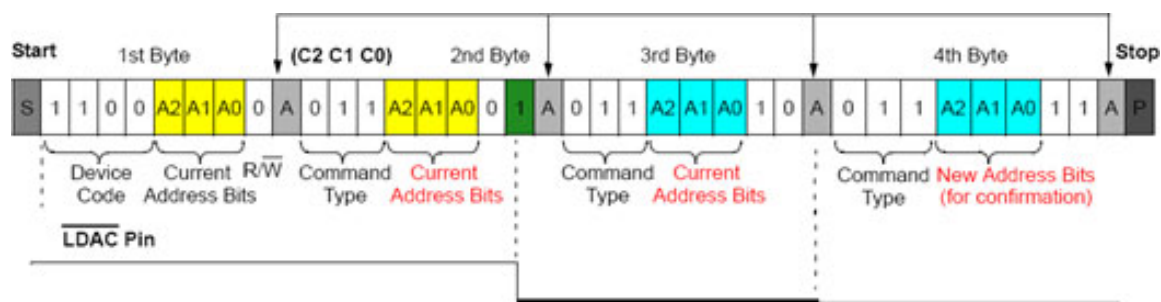 Start 1st Byte (C2 C1 C0) 2nd Byte 3rd Byte 4th Byte Stop
S 1 1 0 0 A2 A1 A0 0 A 0 1 1 A2 A1 A0 0 1 A 0 1 1 A2 A1 A0 1 0 A 0 1 1 A2 A1 A0 1 1 A P
Device Code
Current Address Bits
R/W
Command Type
Current Address Bits
Command Type
Current Address Bits
Command Type
New Address Bits
(for confirmation)
LDAC Pin